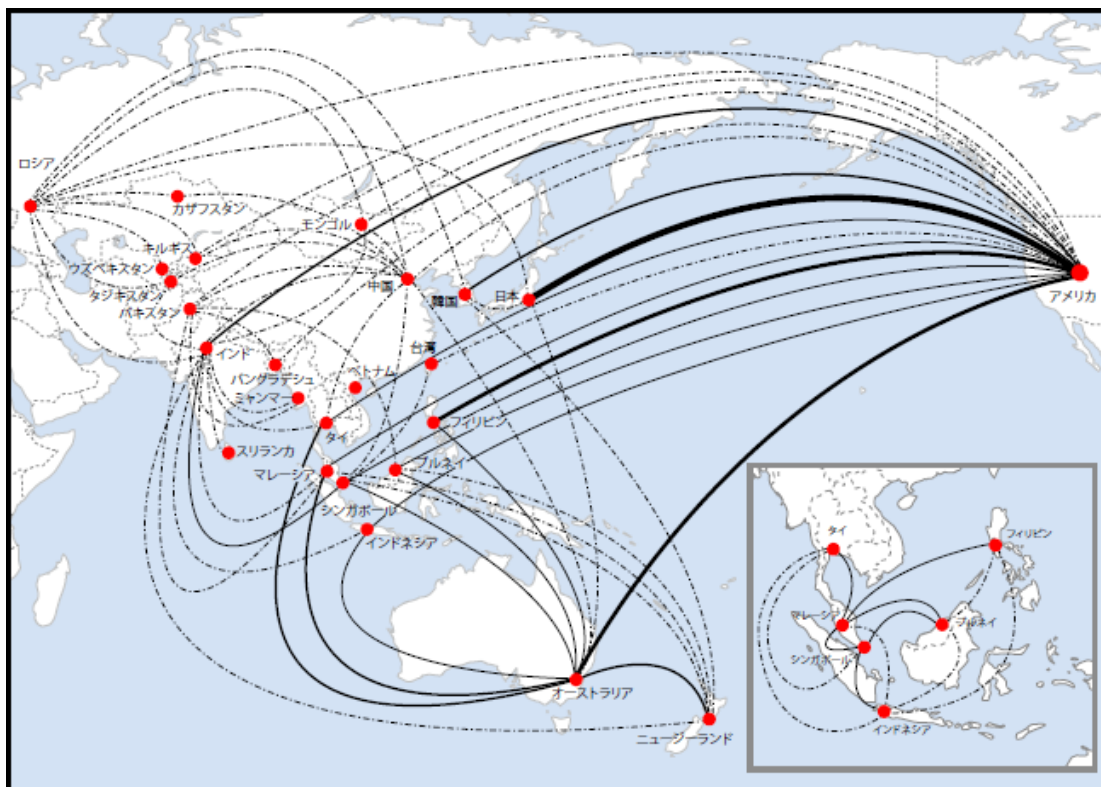 ロシア
カザフスタン
モンゴル
キルギス
ウズベキスタン
タジキスタン
パキスタン
中国
韓国
日本
アメリカ
インド
台湾
バングラデシュ
ベトナム
ミャンマー
タイ
フィリピン
スリランカ
マレーシア
ブルネイ
シンガポール
インドネシア
オーストラリア
ニュージーランド
タイ
フィリピン
マレーシア
ブルネイ
シンガポール
インドネシア